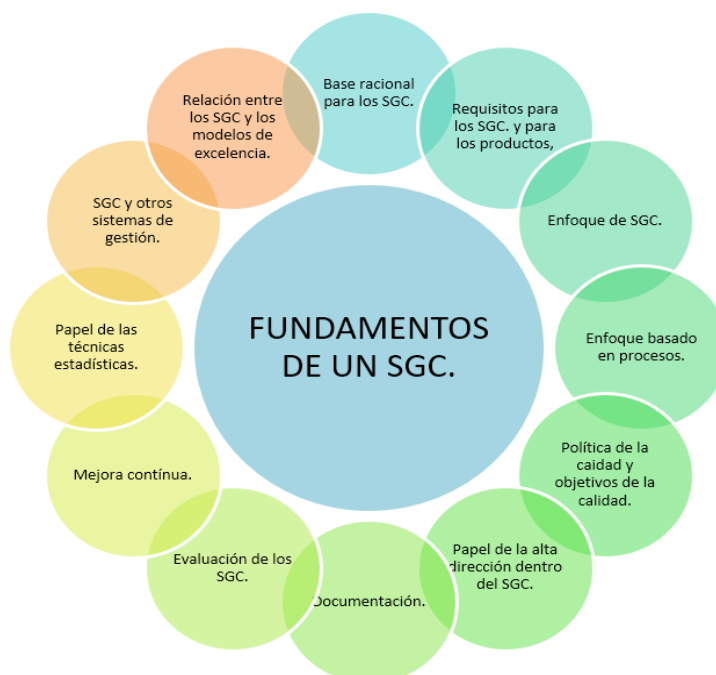 FUNDAMENTOS
DE UN SGC.
Base racional
para los SGC.
Requisitos para
los SGC. y para
los productos,
Enfoque de SGC.
Enfoque basado
en procesos.
Política de la
caidad y
objetivos de la
calidad.
Papel de la alta
dirección dentro
del SGC.
Documentación.
Evaluación de los
SGC.
Mejora contínua.
Papel de las
técnicas
estadísticas.
SGC y otros
sistemas de
gestión.
Relación entre
los SGC y los
modelos de
excelencia.